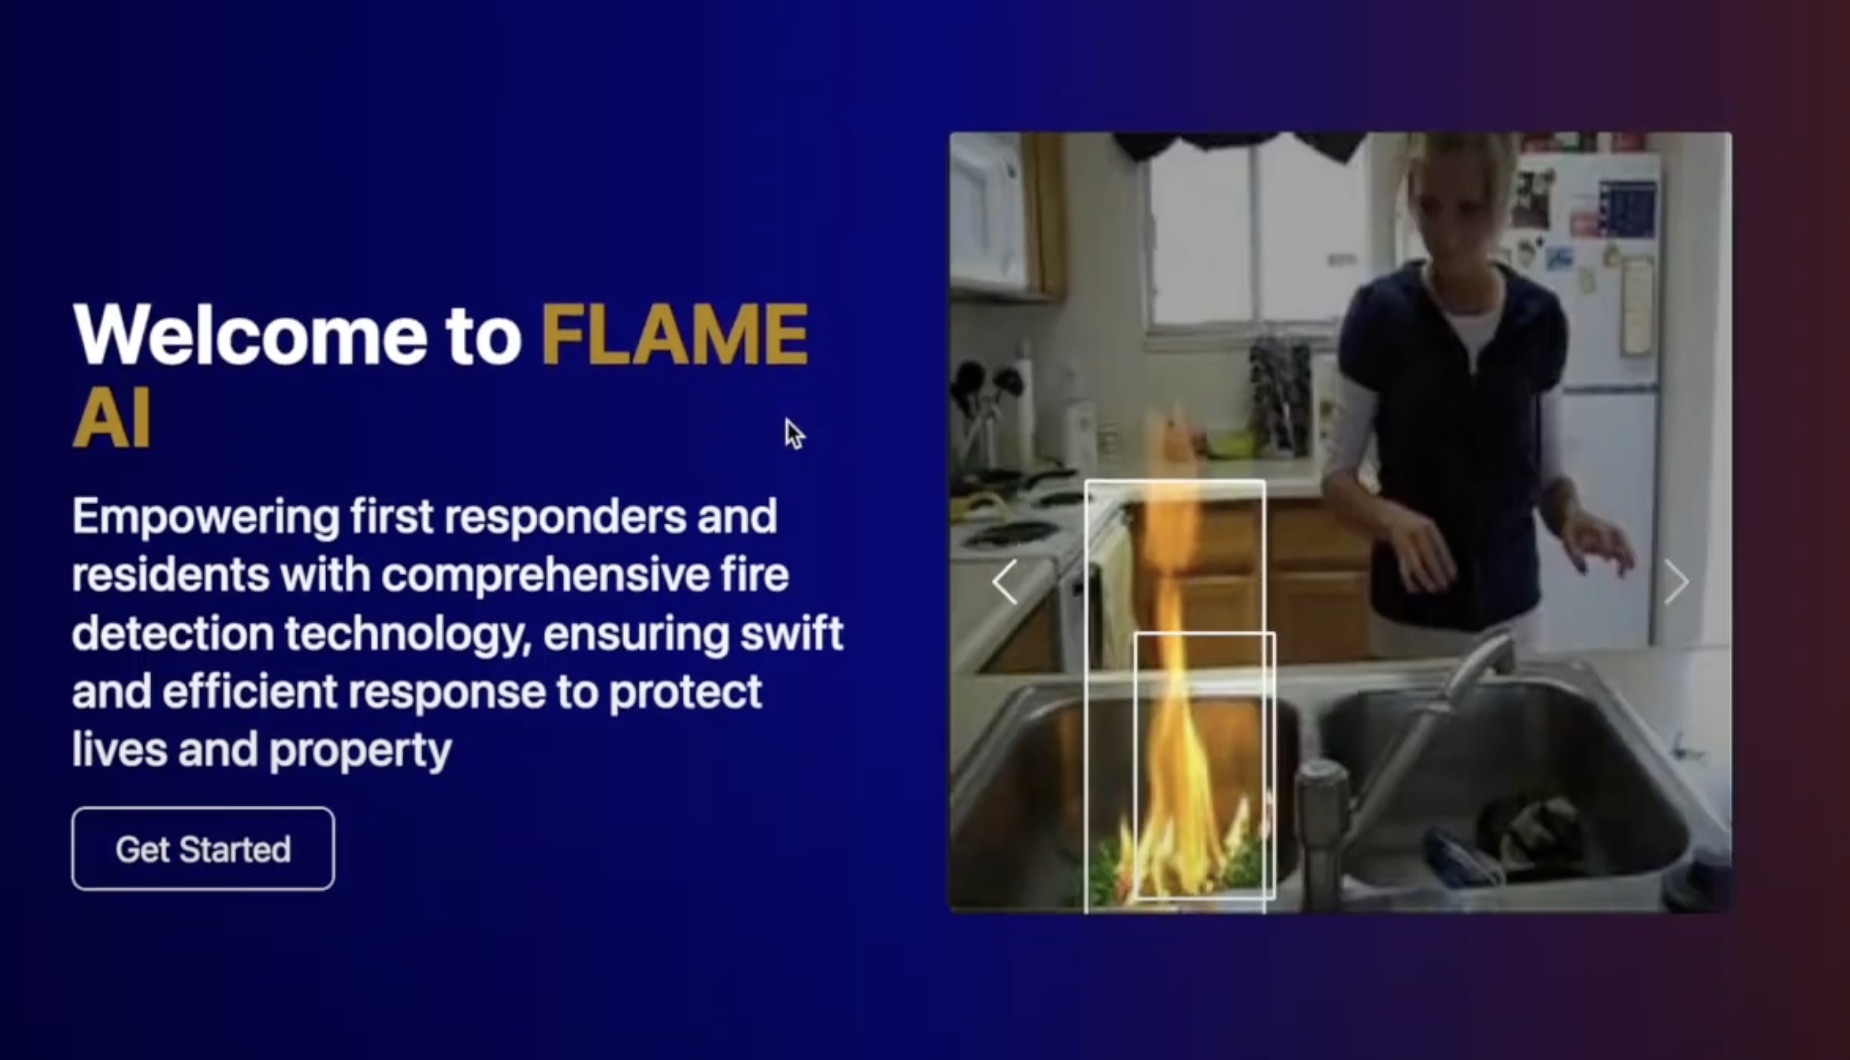 Welcome to FLAME
AI
Empowering first responders and
residents with comprehensive fire
detection technology, ensuring swift
and efficient response to protect
lives and property
Get Started